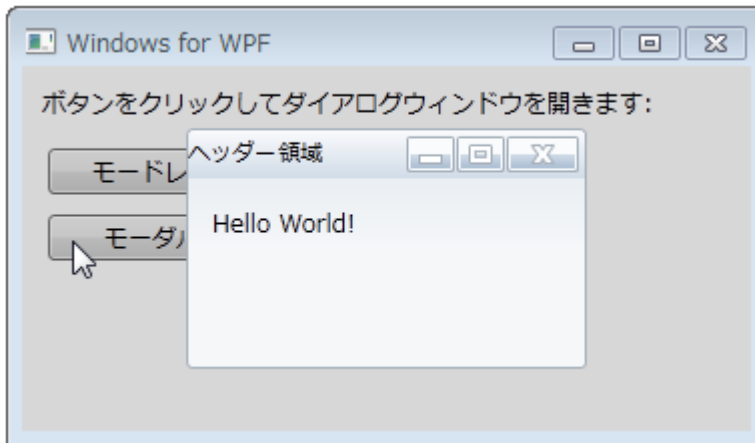 Windows for WPF
ボタンをクリックしてダイアログウィンドウを開きます:
モードレ
ヘッダー領域
Hello World!
モーダル